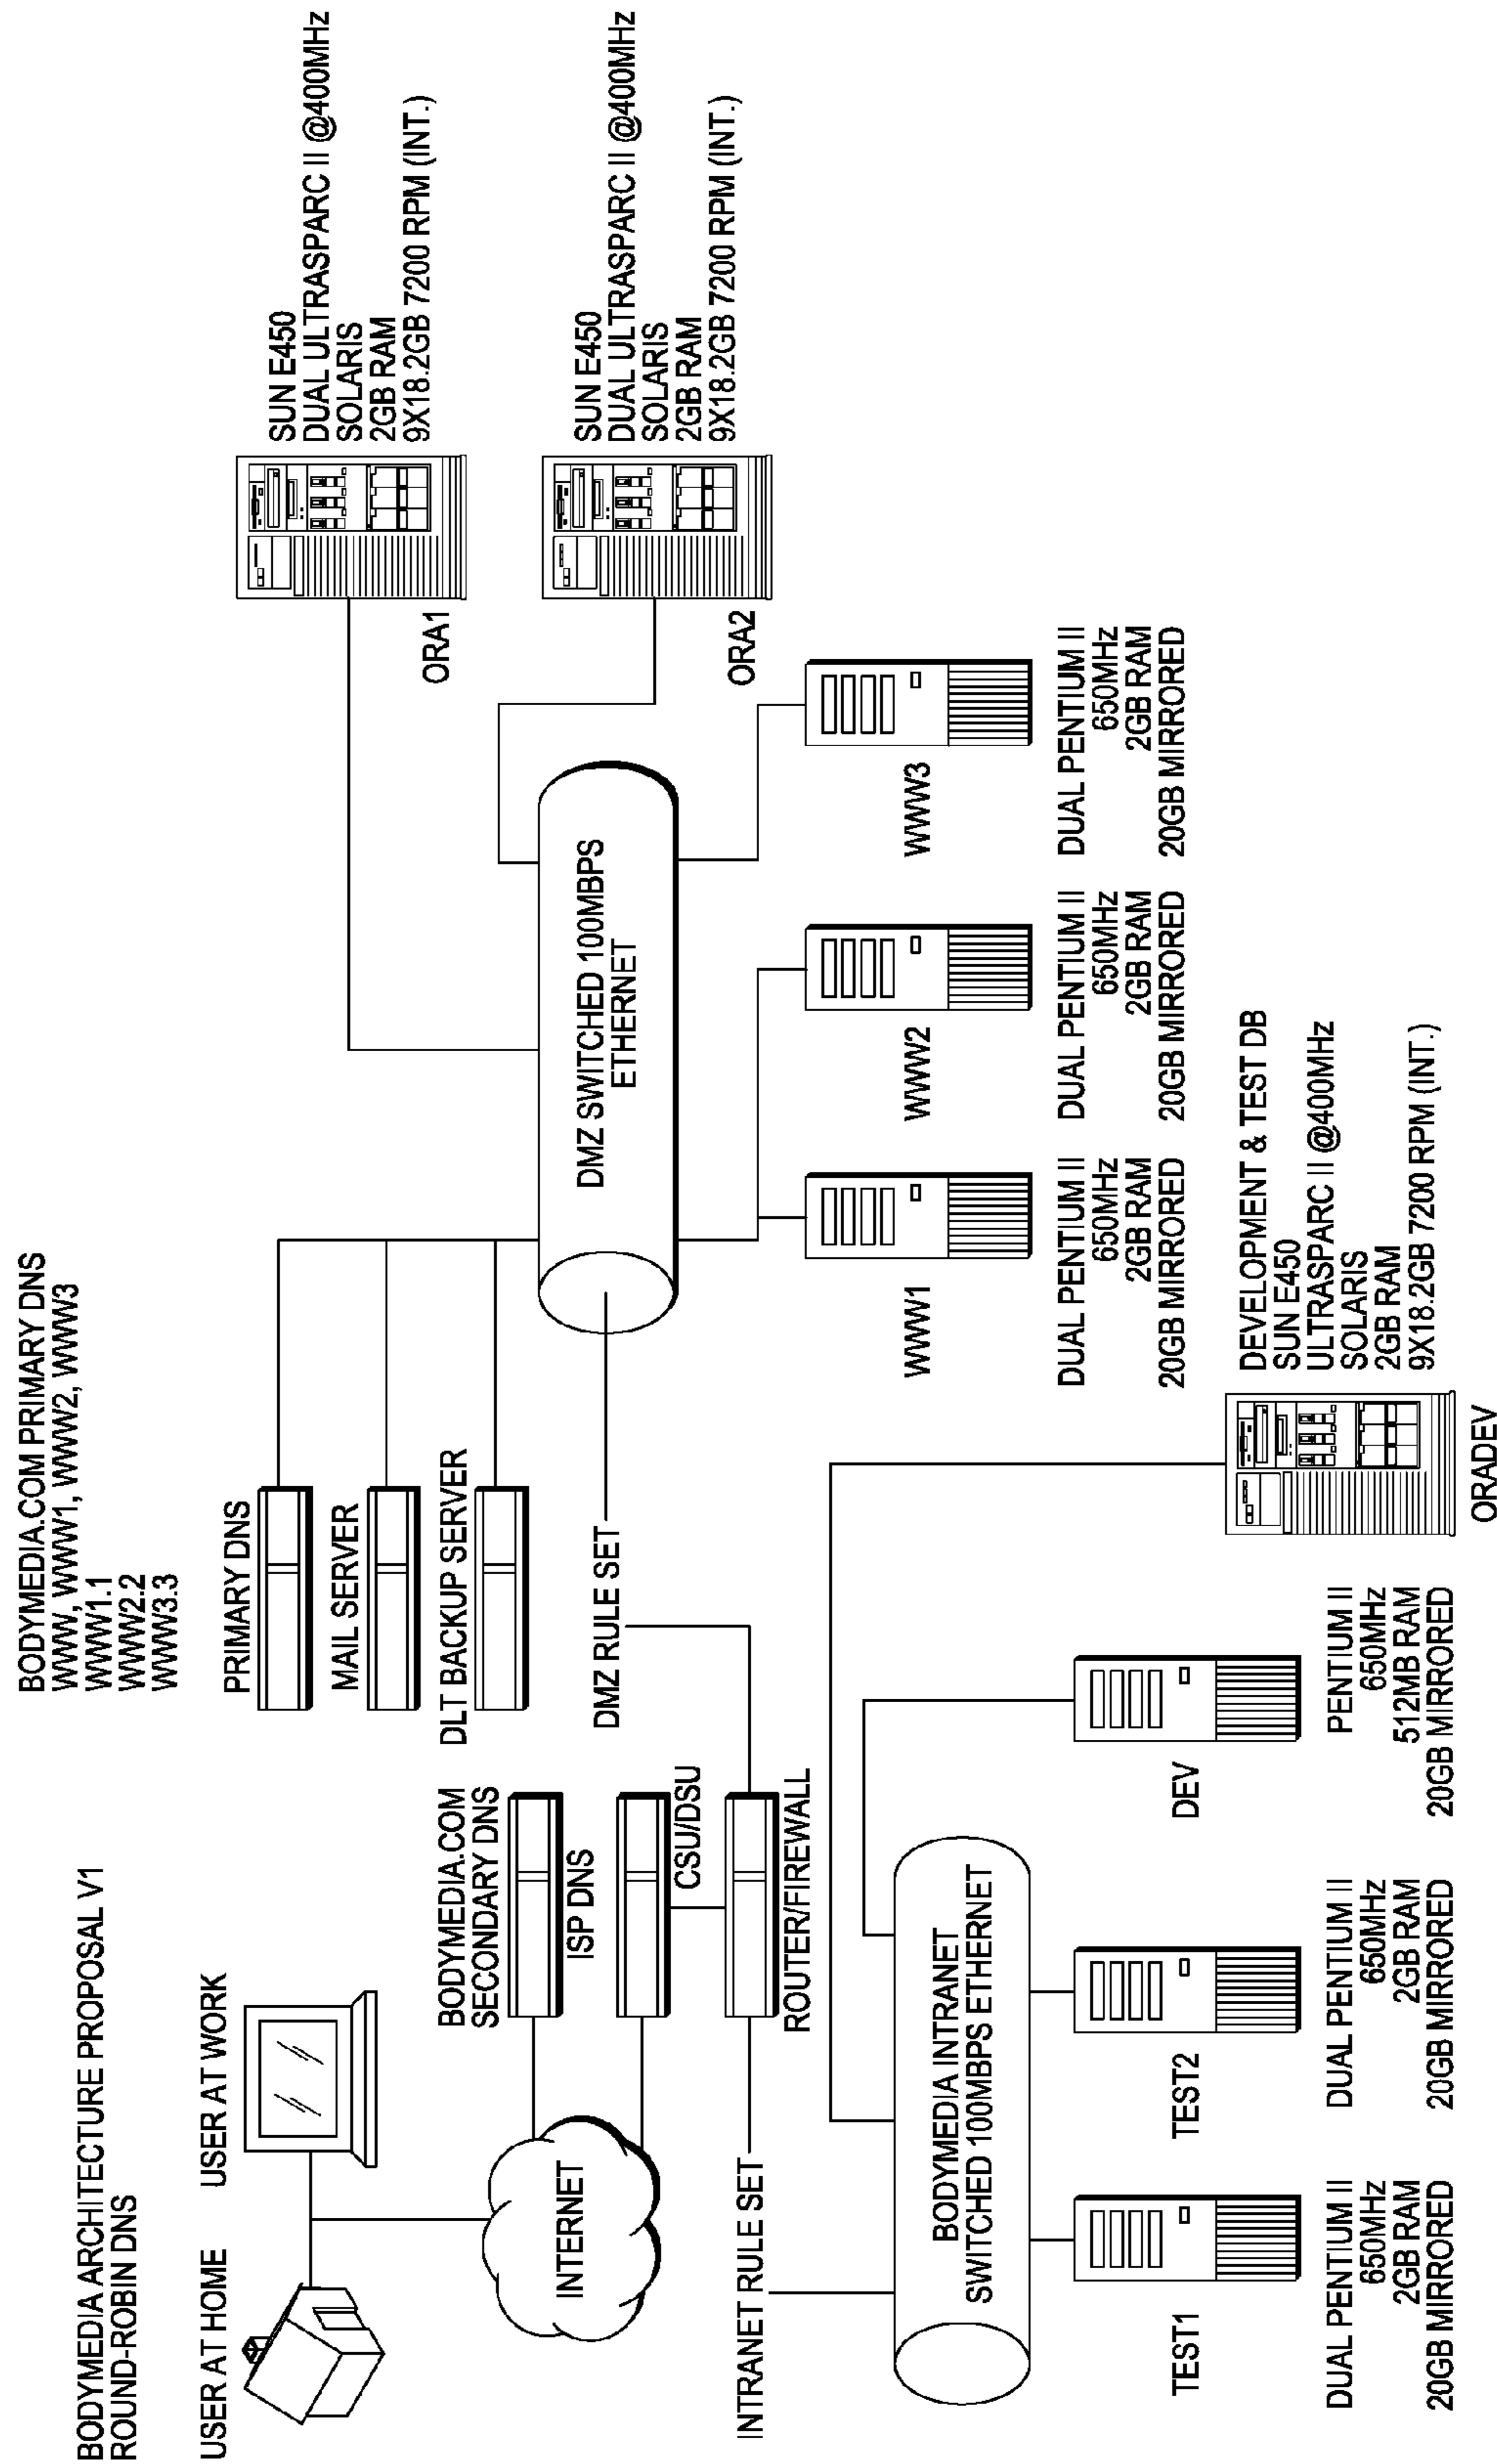 BODYMEDIA ARCHITECTURE PROPOSAL V1
ROUND-ROBIN DNS
BODYMEDIA.COM PRIMARY DNS
WWW, WWW1, WWW2, WWW3
WWW1.1
WWW2.2
WWW3.3
USER AT HOME
USER AT WORK
PRIMARY DNS
MAIL SERVER
DLT BACKUP SERVER
SUN E450
DUAL ULTRASPARC II @400MHz
SOLARIS
2GB RAM
9X18.2GB 7200 RPM (INT.)
ORA1
SUN E450
DUAL ULTRASPARC II @400MHz
SOLARIS
2GB RAM
9X18.2GB 7200 RPM (INT.)
ORA2
BODYMEDIA.COM
SECONDARY DNS
ISP DNS
INTERNET
CSU/DSU
ROUTER/FIREWALL
DMZ RULE SET
DMZ SWITCHED 100MBPS
ETHERNET
INTRANET RULE SET
WWW1
DUAL PENTIUM II
650MHz
2GB RAM
20GB MIRRORED
WWW2
DUAL PENTIUM II
650MHz
2GB RAM
20GB MIRRORED
WWW3
DUAL PENTIUM II
650MHz
2GB RAM
20GB MIRRORED
BODYMEDIA INTRANET
SWITCHED 100MBPS ETHERNET
TEST1
DUAL PENTIUM II
650MHz
2GB RAM
20GB MIRRORED
TEST2
DUAL PENTIUM II
650MHz
2GB RAM
20GB MIRRORED
DEV
PENTIUM II
650MHz
512MB RAM
20GB MIRRORED
DEVELOPMENT & TEST DB
SUN E450
ULTRASPARC II @400MHz
SOLARIS
2GB RAM
9X18.2GB 7200 RPM (INT.)
ORADEV